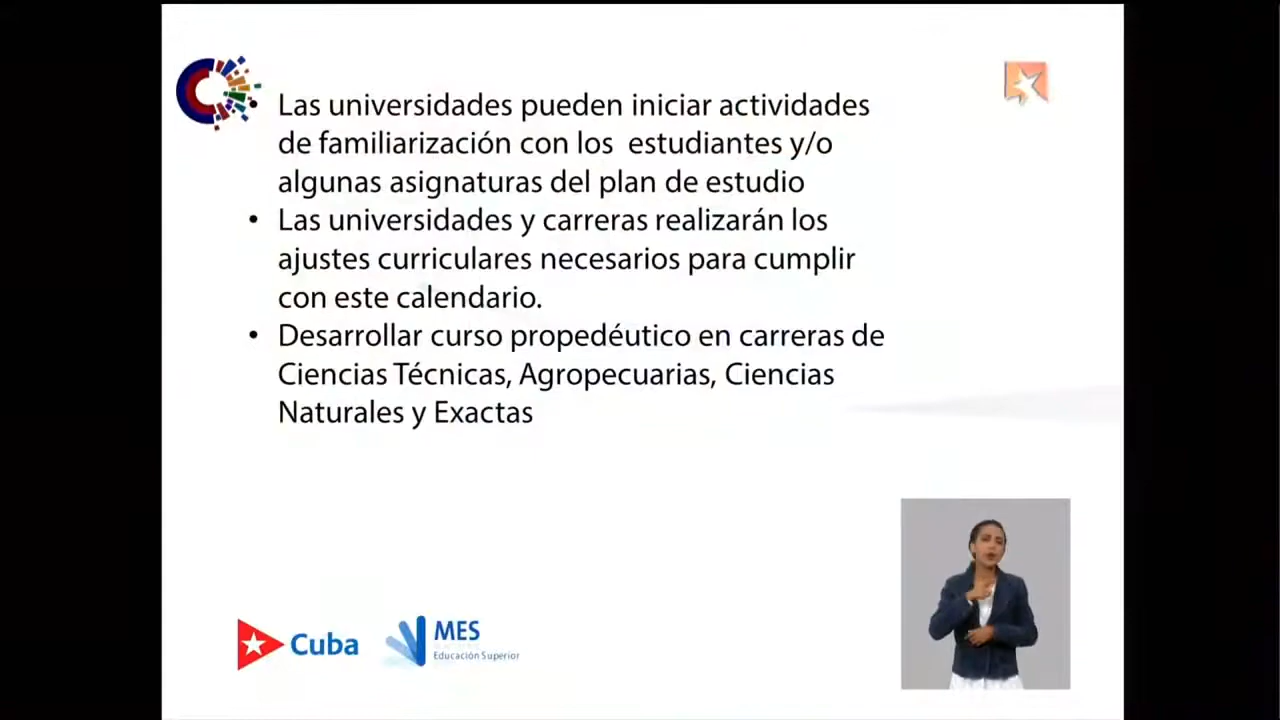 Las universidades pueden iniciar actividades
de familiarización con los  estudiantes y/o
algunas asignaturas del plan de estudio
• Las universidades y carreras realizarán los
ajustes curriculares necesarios para cumplir
con este calendario.
• Desarrollar curso propedéutico en carreras de
Ciencias Técnicas, Agropecuarias, Ciencias
Naturales y Exactas
Cuba
MES
Educación Superior